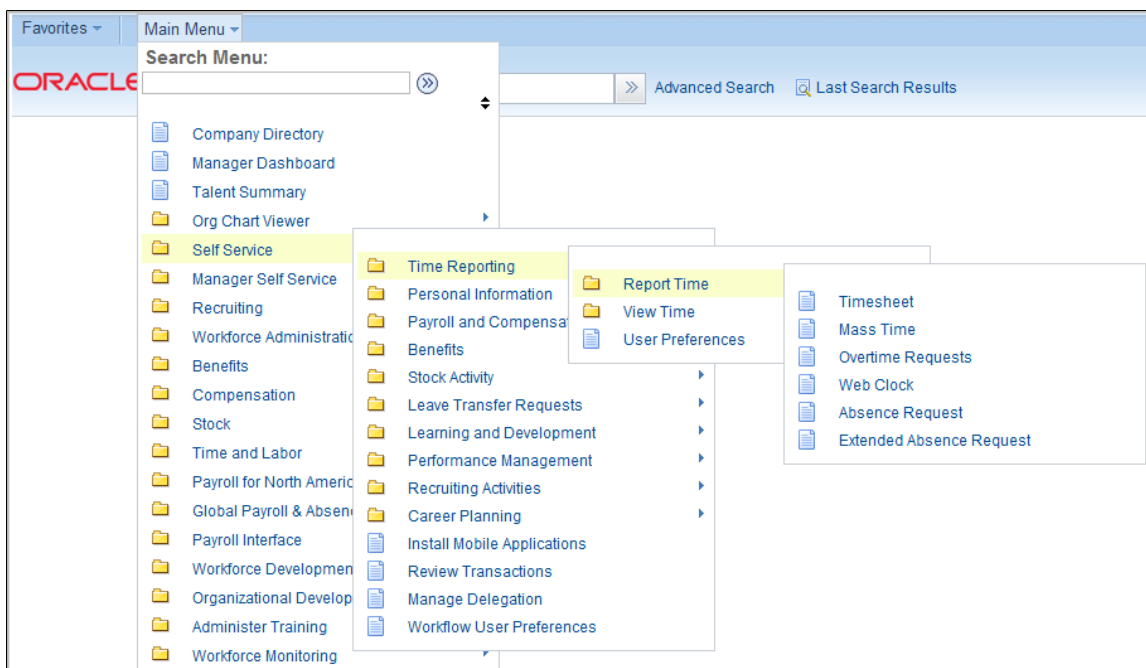 Favorites
Main Menu
Search Menu:
ORACLE
Advanced Search
Last Search Results
Company Directory
Manager Dashboard
Talent Summary
Org Chart Viewer
Self Service
Manager Self Service
Recruiting
Workforce Administratio
Benefits
Compensation
Stock
Time and Labor
Payroll for North Americ
Global Payroll & Absen
Payroll Interface
Workforce Developmen
Organizational Develop
Administer Training
Workforce Monitoring
Time Reporting
Personal Information
Payroll and Compensat
Benefits
Stock Activity
Leave Transfer Requests
Learning and Development
Performance Management
Recruiting Activities
Career Planning
Install Mobile Applications
Review Transactions
Manage Delegation
Workflow User Preferences
Report Time
View Time
User Preferences
Timesheet
Mass Time
Overtime Requests
Web Clock
Absence Request
Extended Absence Request